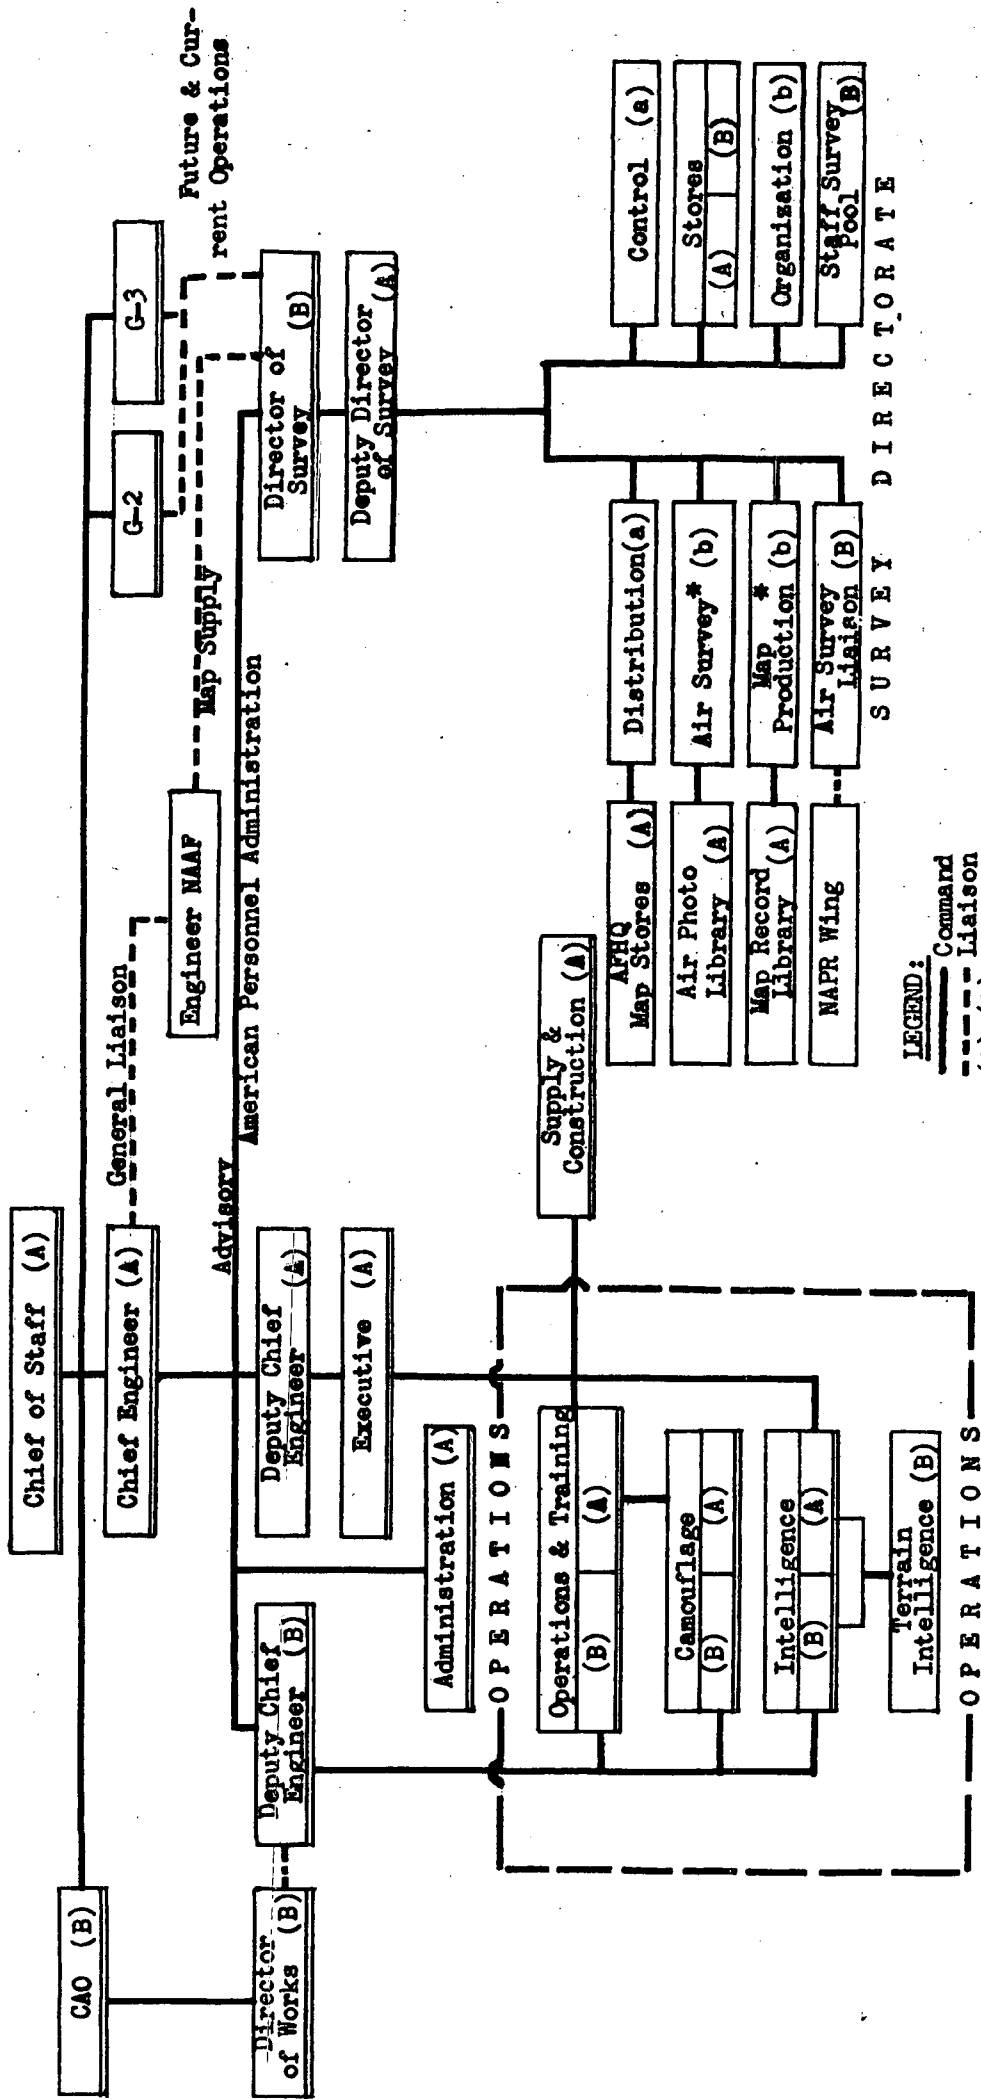 Chief of Staff (A)
CAO (B)
Chief Engineer (A)
General Liaison
G-2
G-3
Future & Cur-
rent Operations
Engineer NAAF
Map Supply
Advisory
American Personnel Administration
Director
of Works (B)
Deputy Chief
Engineer (B)
Deputy Chief
Engineer (A)
Director of
Survey (B)
Executive (A)
Deputy Director
of Survey (A)
Administration (A)
OPERATIONS
Operations & Training
(B) (A)
Supply &
Construction (A)
Camouflage
(B) (A)
Intelligence
(B) (A)
Terrain
Intelligence (B)
OPERATIONS
AFHQ
Map Stores (A)
Distribution(a)
Control (a)
Air Photo
Library (A)
Air Survey* (b)
Stores
(A) (B)
Map Record
Library (A)
Map *
Production (b)
Organization (b)
NAPR Wing
Air Survey
Liaison (B)
Staff Survey
Pool (B)
SURVEY DIRECTORATE
LEGEND:
Command
Liaison